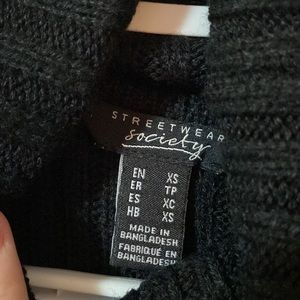 STREETWEAR
society
EN XS
ER TP
ES XC
HB XS
MADE IN
BANGLADESH
FABRIQUÉ EN
BANGLADESH